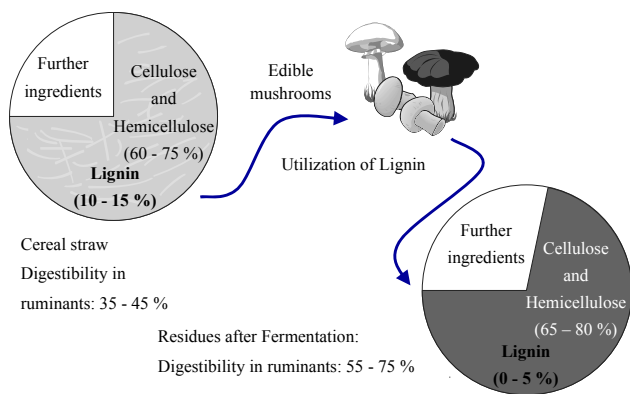 Further
ingredients
Cellulose
and
Hemicellulose
(60 - 75 %)
Lignin
(10 - 15 %)
Edible
mushrooms
Utilization of Lignin
Cereal straw
Digestibility in
ruminants: 35 - 45 %
Further
ingredients
Cellulose
and
Hemicellulose
(65 – 80 %)
Lignin
(0 - 5 %)
Residues after Fermentation:
Digestibility in ruminants: 55 - 75 %